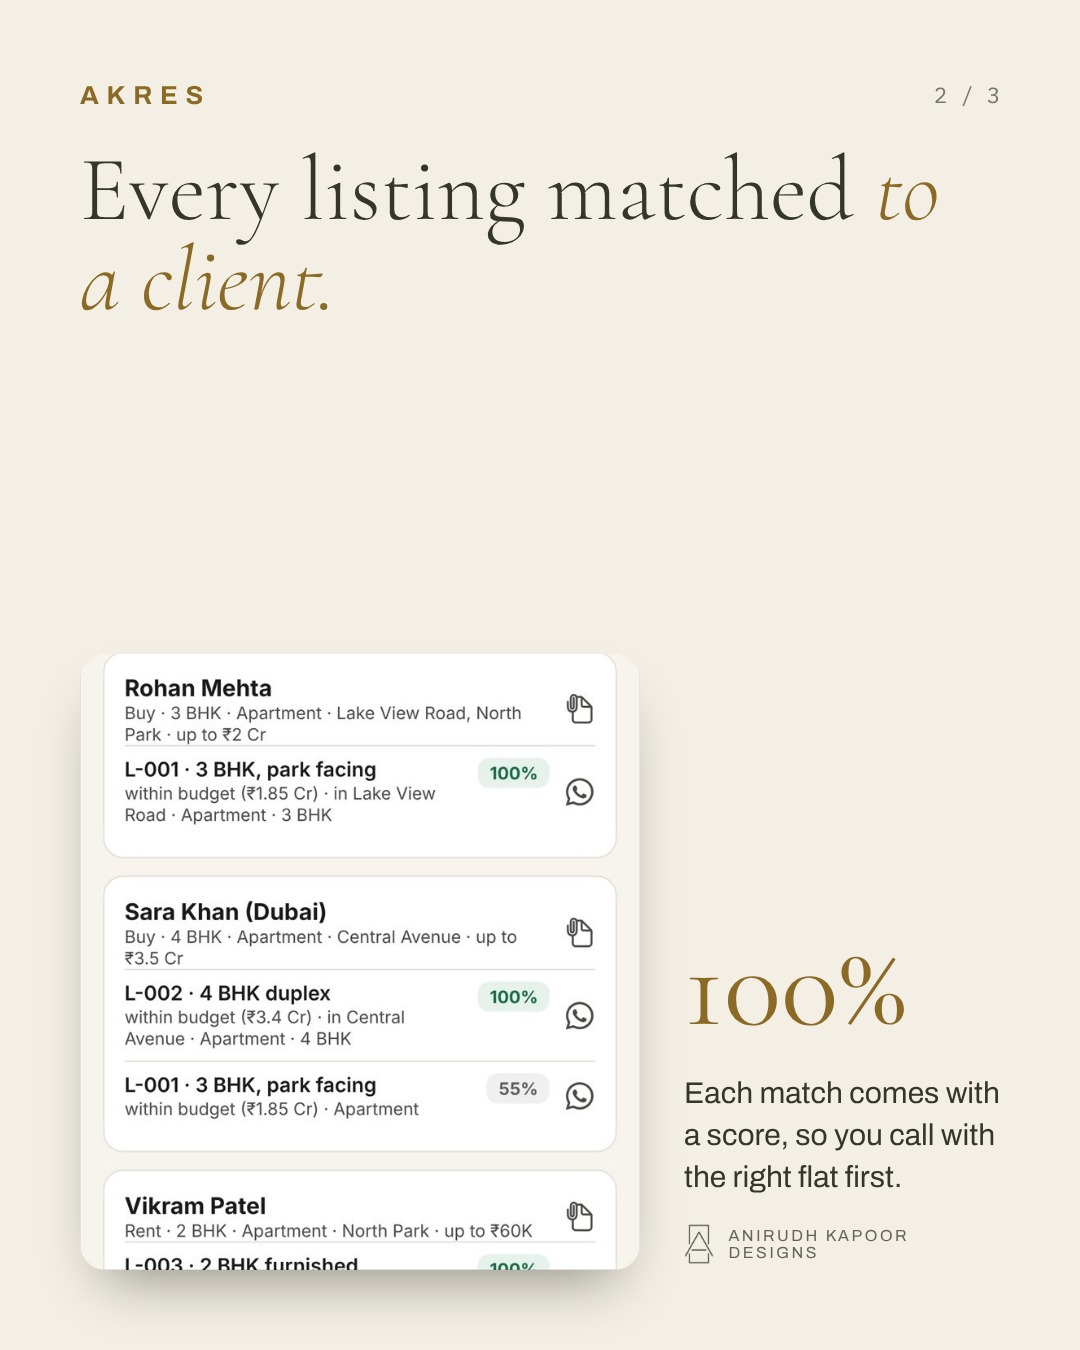 AKRES
2 / 3
Every listing matched to
a client.
Rohan Mehta
Buy · 3 BHK · Apartment · Lake View Road, North
Park · up to ₹2 Cr
L-001 · 3 BHK, park facing
100%
within budget (₹1.85 Cr) · in Lake View
Road · Apartment · 3 BHK
Sara Khan (Dubai)
Buy · 4 BHK · Apartment · Central Avenue · up to
₹3.5 Cr
L-002 · 4 BHK duplex
100%
within budget (₹3.4 Cr) · in Central
Avenue · Apartment · 4 BHK
L-001 · 3 BHK, park facing
55%
within budget (₹1.85 Cr) · Apartment
Vikram Patel
Rent · 2 BHK · Apartment · North Park · up to ₹60K
L-003 · 2 BHK furnished
100%
100%
Each match comes with
a score, so you call with
the right flat first.
ANIRUDH KAPOOR
DESIGNS